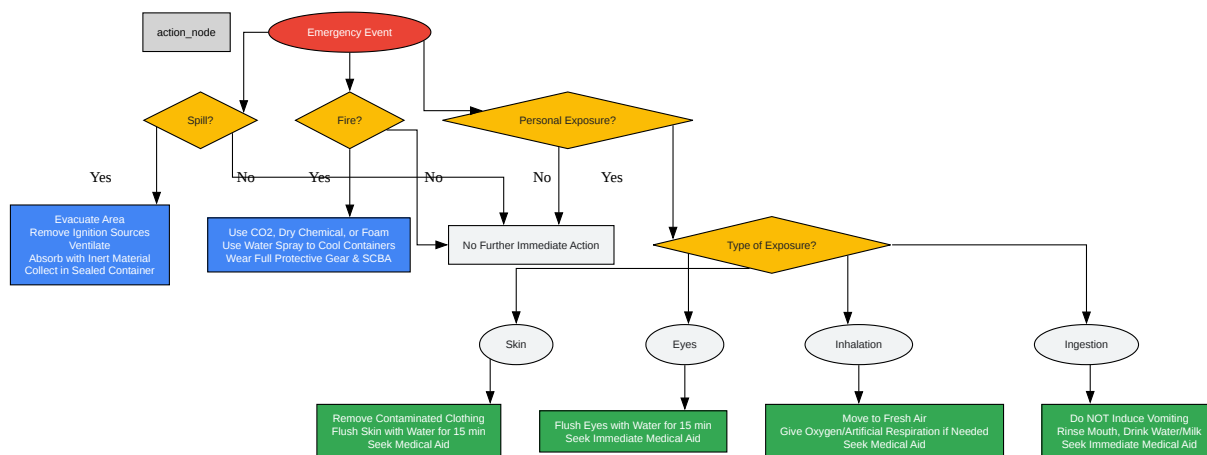 action_node
Emergency Event
Spill?
Fire?
Personal Exposure?
Yes
No
Yes
No
No
Yes
Evacuate Area
Remove Ignition Sources
Ventilate
Absorb with Inert Material
Collect in Sealed Container
Use CO2, Dry Chemical, or Foam
Use Water Spray to Cool Containers
Wear Full Protective Gear & SCBA
No Further Immediate Action
Type of Exposure?
Skin
Eyes
Inhalation
Ingestion
Remove Contaminated Clothing
Flush Skin with Water for 15 min
Seek Medical Aid
Flush Eyes with Water for 15 min
Seek Immediate Medical Aid
Move to Fresh Air
Give Oxygen/Artificial Respiration if Needed
Seek Medical Aid
Do NOT Induce Vomiting
Rinse Mouth, Drink Water/Milk
Seek Immediate Medical Aid